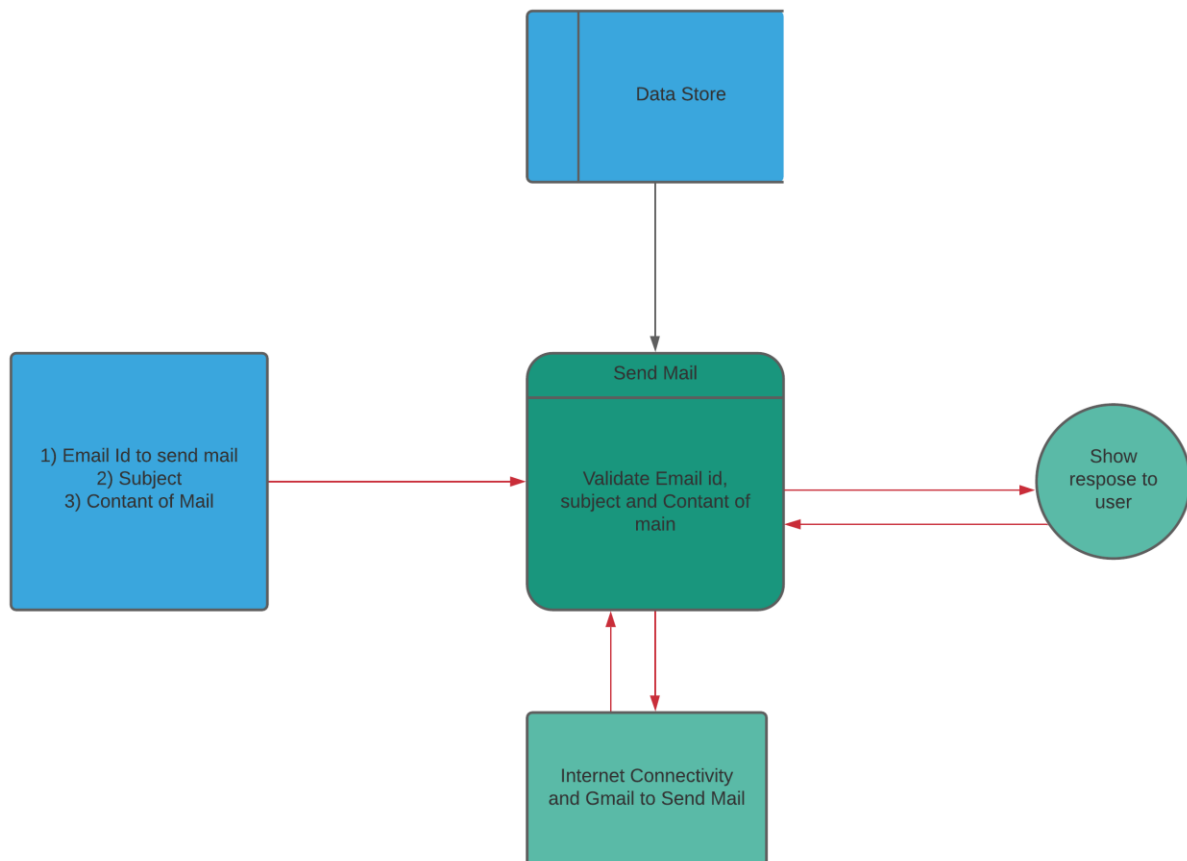 Data Store
Send Mail
1) Email Id to send mail
2) Subject
3) Contant of Mail
Validate Email id,
subject and Contant of
main
Show
respose to
user
Internet Connectivity
and Gmail to Send Mail